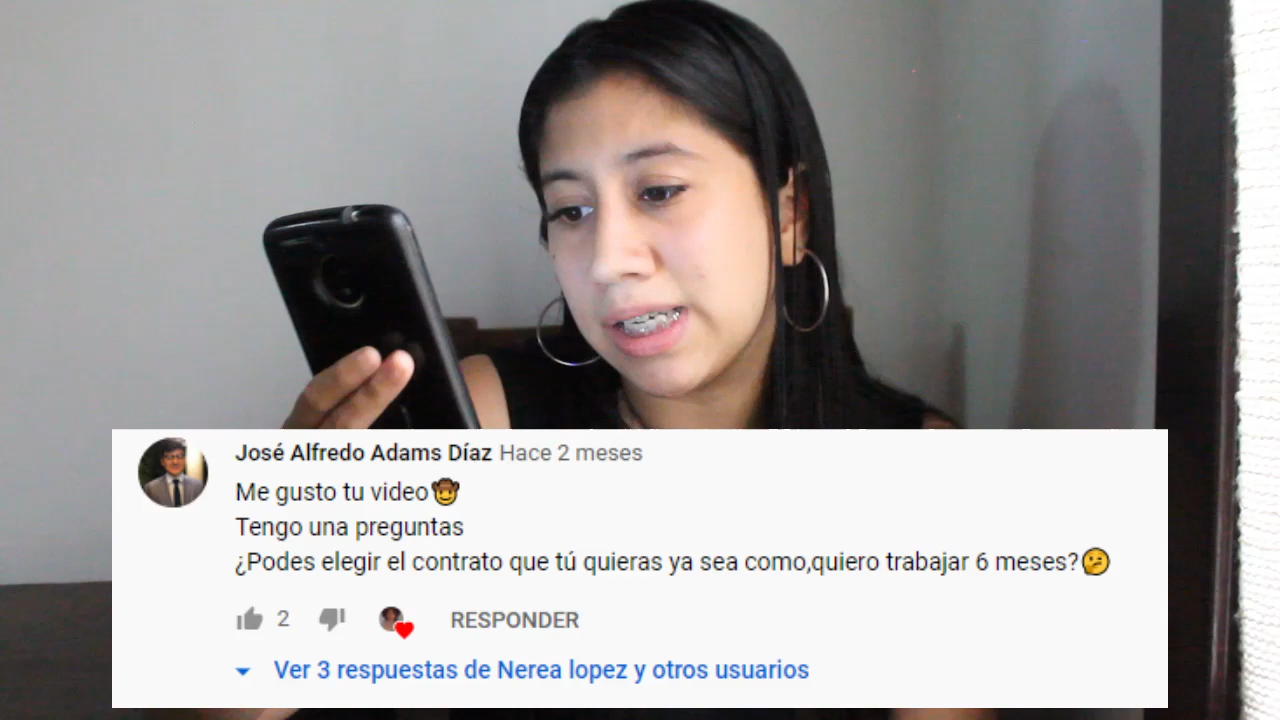 José Alfredo Adams Díaz Hace 2 meses
Me gusto tu video🤠
Tengo una preguntas
¿Podes elegir el contrato que tú quieras ya sea como,quiero trabajar 6 meses?🤔
2 RESPONDER
Ver 3 respuestas de Nerea lopez y otros usuarios